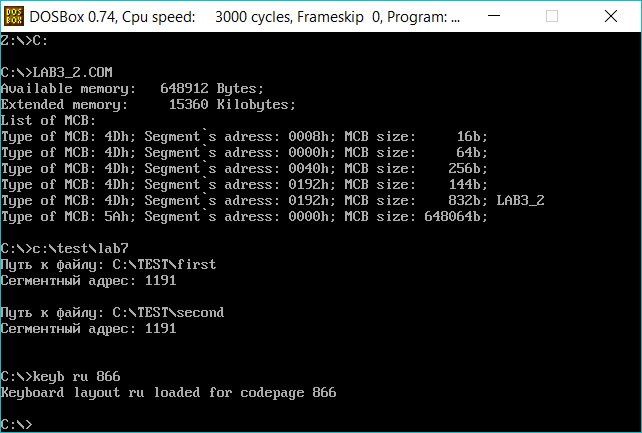 DOS BOX
DOSBox 0.74, Cpu speed: 3000 cycles, Frameskip 0, Program: ...
Z:\>C:
C:\>LAB3_2.COM
Available memory: 648912 Bytes;
Extended memory: 15360 Kilobytes;
List of MCB:
Type of MCB: 4Dh; Segment`s adress: 0008h; MCB size: 16b;
Type of MCB: 4Dh; Segment`s adress: 0000h; MCB size: 64b;
Type of MCB: 4Dh; Segment`s adress: 0040h; MCB size: 256b;
Type of MCB: 4Dh; Segment`s adress: 0192h; MCB size: 144b;
Type of MCB: 4Dh; Segment`s adress: 0192h; MCB size: 832b; LAB3_2
Type of MCB: 5Ah; Segment`s adress: 0000h; MCB size: 648064b;
C:\>c:\test\lab7
Путь к файлу: C:\TEST\first
Сегментный адрес: 1191
Путь к файлу: C:\TEST\second
Сегментный адрес: 1191
C:\>keyb ru 866
Keyboard layout ru loaded for codepage 866
C:\>